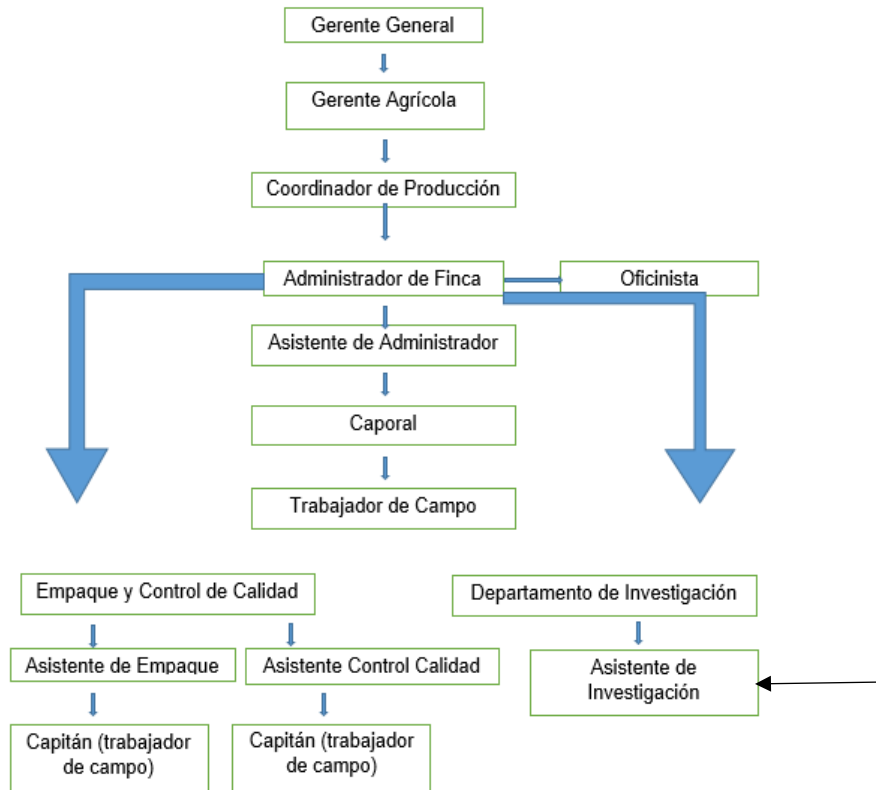 Gerente General
Gerente Agrícola
Coordinador de Producción
Administrador de Finca
Oficinista
Asistente de Administrador
Caporal
Trabajador de Campo
Empaque y Control de Calidad
Departamento de Investigación
Asistente de Empaque
Asistente Control Calidad
Asistente de
Investigación
Capitán (trabajador
de campo)
Capitán (trabajador
de campo)